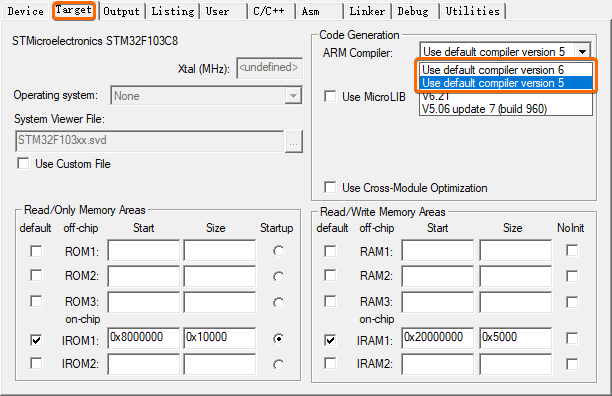 Device Target Output Listing User C/C++ Asm Linker Debug Utilities
STMicroelectronics STM32F103C8
Xtal (MHz): <undefined>
Operating system: None
System Viewer File:
STM32F103xx.svd ...
Use Custom File
Code Generation
ARM Compiler: Use default compiler version 5
Use default compiler version 6
Use default compiler version 5
V6.21
V5.06 update 7 (build 960)
Use MicroLIB
Use Cross-Module Optimization
Read/Only Memory Areas
default off-chip Start Size Startup
ROM1:
ROM2:
ROM3:
on-chip
IROM1: 0x8000000 0x10000
IROM2:
Read/Write Memory Areas
default off-chip Start Size NoInit
RAM1:
RAM2:
RAM3:
on-chip
IRAM1: 0x20000000 0x5000
IRAM2: